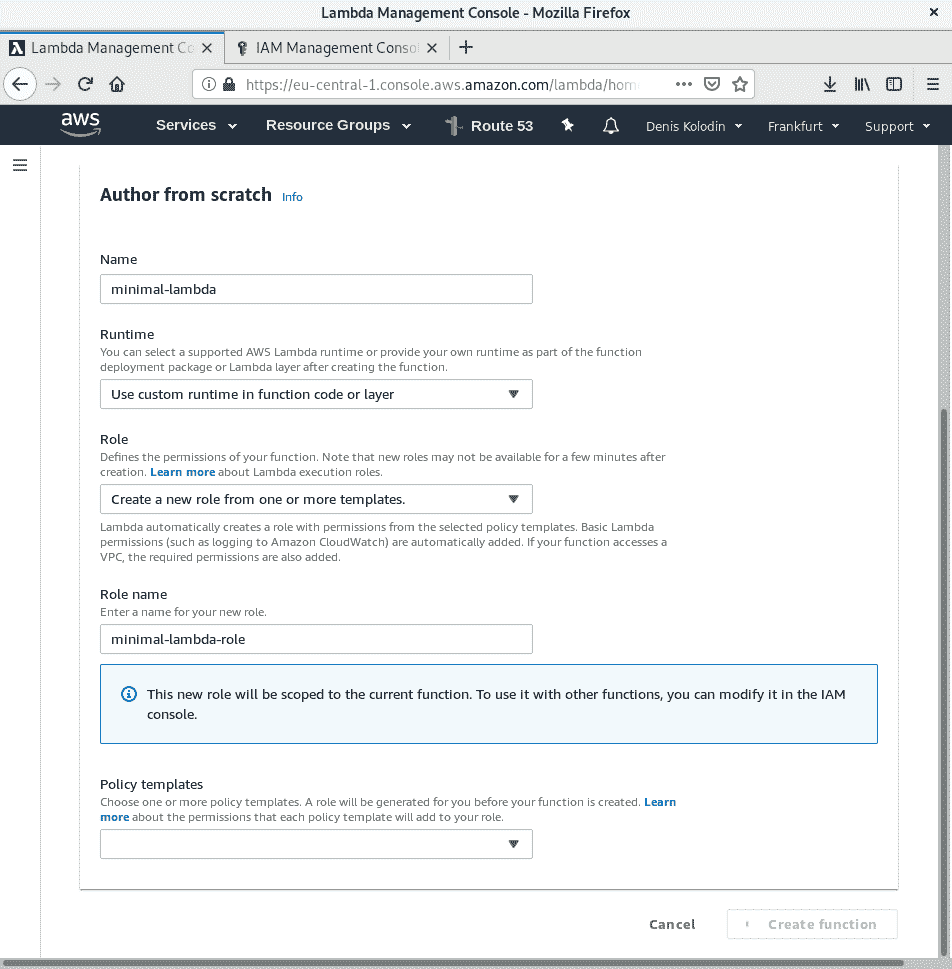 Lambda Management Console - Mozilla Firefox
Lambda Management Co
IAM Management Conso
https://eu-central-1.console.aws.amazon.com/lambda/hom
aws
Services
Resource Groups
Route 53
Denis Kolodin
Frankfurt
Support
Author from scratch Info
Name
minimal-lambda
Runtime
You can select a supported AWS Lambda runtime or provide your own runtime as part of the function
deployment package or Lambda layer after creating the function.
Use custom runtime in function code or layer
Role
Defines the permissions of your function. Note that new roles may not be available for a few minutes after
creation. Learn more about Lambda execution roles.
Create a new role from one or more templates.
Lambda automatically creates a role with permissions from the selected policy templates. Basic Lambda
permissions (such as logging to Amazon CloudWatch) are automatically added. If your function accesses a
VPC, the required permissions are also added.
Role name
Enter a name for your new role.
minimal-lambda-role
This new role will be scoped to the current function. To use it with other functions, you can modify it in the IAM
console.
Policy templates
Choose one or more policy templates. A role will be generated for you before your function is created. Learn
more about the permissions that each policy template will add to your role.
Cancel
Create function